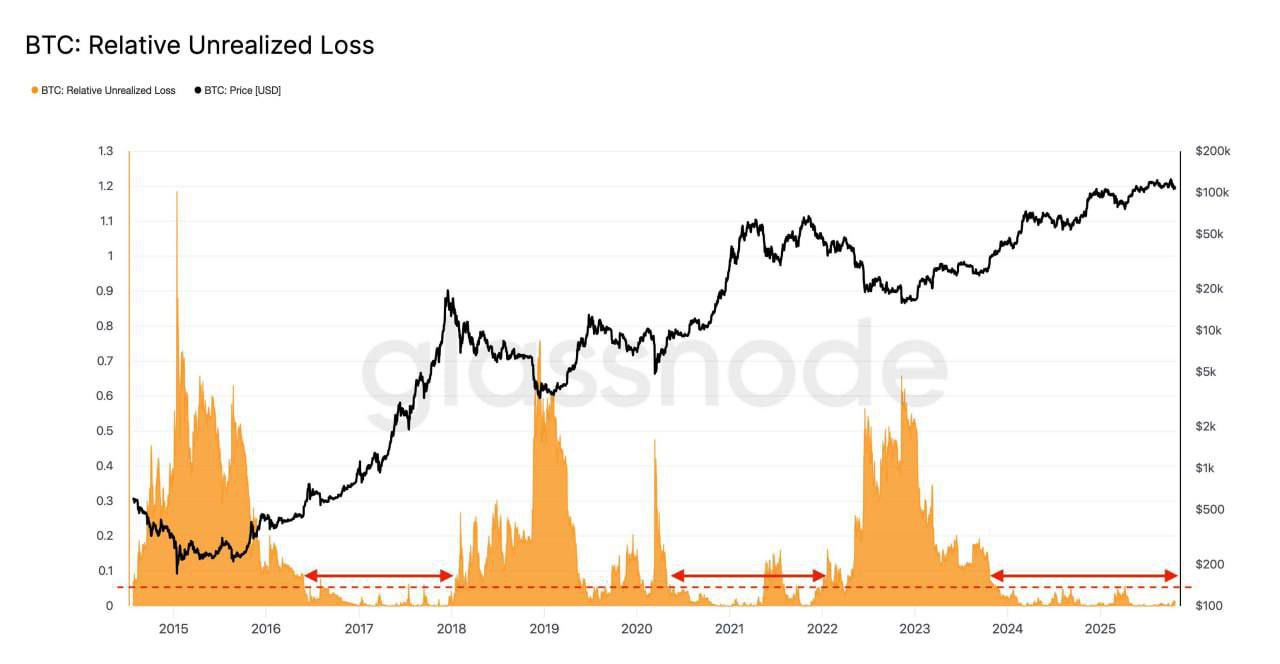 BTC: Relative Unrealized Loss
BTC: Relative Unrealized Loss BTC: Price [USD]
1.3 $200k
1.2 $100k
1.1 $50k
1
0.9 $20k
0.8 $10k
0.7 $5k
0.6
0.5 $2k
0.4 $1k
0.3 $500
0.2
0.1 $200
0 $100
glassnode
2015 2016 2017 2018 2019 2020 2021 2022 2023 2024 2025